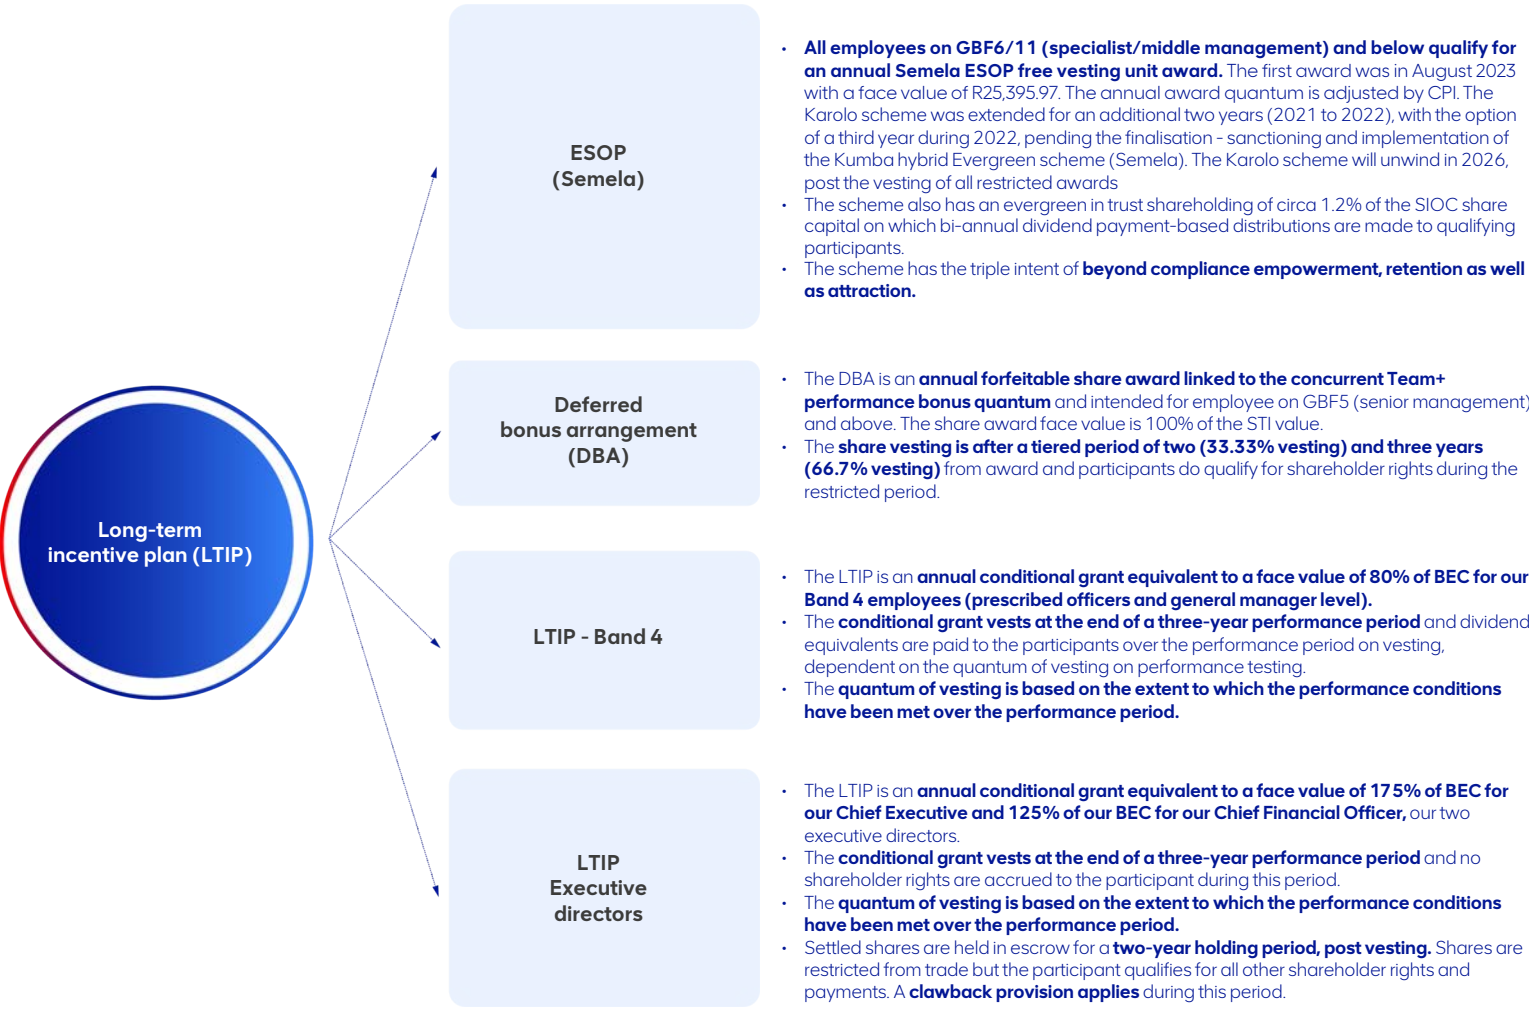 Long-term
incentive plan (LTIP)
ESOP
(Semela)
• All employees on GBF6/11 (specialist/middle management) and below qualify for
an annual Semela ESOP free vesting unit award. The first award was in August 2023
with a face value of R25,395.97. The annual award quantum is adjusted by CPI. The
Karolo scheme was extended for an additional two years (2021 to 2022), with the option
of a third year during 2022, pending the finalisation - sanctioning and implementation of
the Kumba hybrid Evergreen scheme (Semela). The Karolo scheme will unwind in 2026,
post the vesting of all restricted awards
• The scheme also has an evergreen in trust shareholding of circa 1.2% of the SIOC share
capital on which bi-annual dividend payment-based distributions are made to qualifying
participants.
• The scheme has the triple intent of beyond compliance empowerment, retention as well
as attraction.
Deferred
bonus arrangement
(DBA)
• The DBA is an annual forfeitable share award linked to the concurrent Team+
performance bonus quantum and intended for employee on GBF5 (senior management)
and above. The share award face value is 100% of the STI value.
• The share vesting is after a tiered period of two (33.33% vesting) and three years
(66.7% vesting) from award and participants do qualify for shareholder rights during the
restricted period.
LTIP - Band 4
• The LTIP is an annual conditional grant equivalent to a face value of 80% of BEC for our
Band 4 employees (prescribed officers and general manager level).
• The conditional grant vests at the end of a three-year performance period and dividend
equivalents are paid to the participants over the performance period on vesting,
dependent on the quantum of vesting on performance testing.
• The quantum of vesting is based on the extent to which the performance conditions
have been met over the performance period.
LTIP
Executive
directors
• The LTIP is an annual conditional grant equivalent to a face value of 175% of BEC for
our Chief Executive and 125% of our BEC for our Chief Financial Officer, our two
executive directors.
• The conditional grant vests at the end of a three-year performance period and no
shareholder rights are accrued to the participant during this period.
• The quantum of vesting is based on the extent to which the performance conditions
have been met over the performance period.
• Settled shares are held in escrow for a two-year holding period, post vesting. Shares are
restricted from trade but the participant qualifies for all other shareholder rights and
payments. A clawback provision applies during this period.